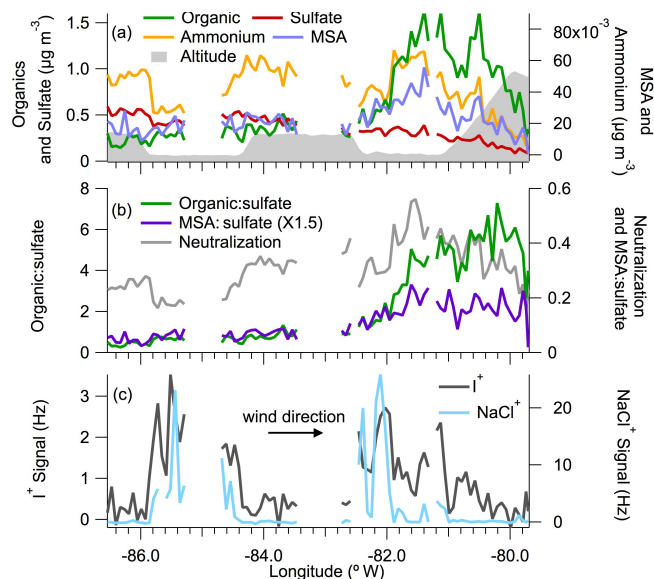 (a)
Organic
Sulfate
Ammonium
MSA
Altitude
1.5
1.0
0.5
0
Organics
and Sulfate (µg m⁻³)
80x10⁻³
60
40
20
0
MSA and
Ammonium (µg m⁻³)
(b)
Organic:sulfate
MSA: sulfate (X1.5)
Neutralization
8
6
4
2
0
Organic:sulfate
0.6
0.4
0.2
0.0
Neutralization
and MSA:sulfate
(c)
I⁺
NaCl⁺
wind direction
3
2
1
0
I⁺ Signal (Hz)
20
10
0
NaCl⁺ Signal (Hz)
-86.0
-84.0
-82.0
-80.0
Longitude (º W)